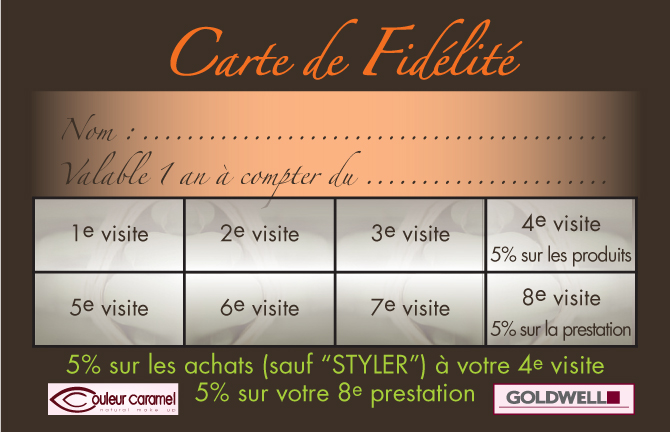 Carte de Fidélité
Nom : ..........................................
Valable 1 an à compter du ......................
1e visite 2e visite 3e visite 4e visite
5% sur les produits
5e visite 6e visite 7e visite 8e visite
5% sur la prestation
5% sur les achats (sauf “STYLER”) à votre 4e visite
5% sur votre 8e prestation
Couleur caramel
natural make up
GOLDWELL